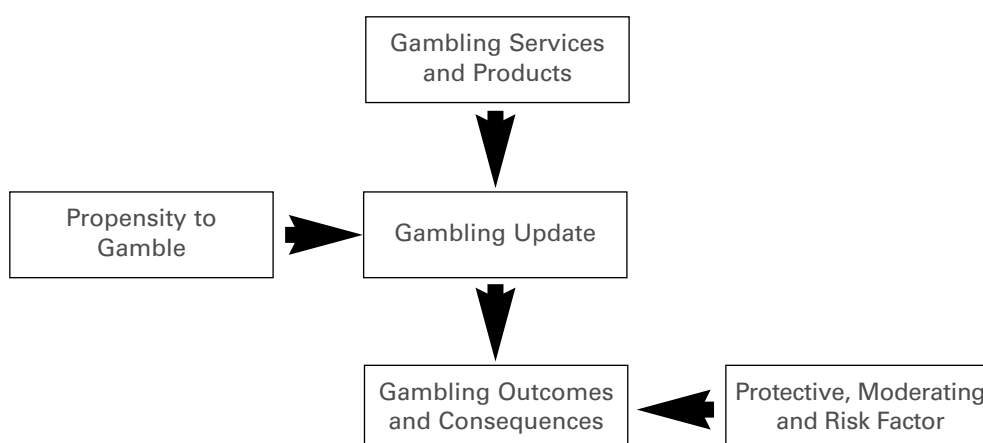 Gambling Services
and Products
Propensity to
Gamble
Gambling Update
Gambling Outcomes
and Consequences
Protective, Moderating
and Risk Factor